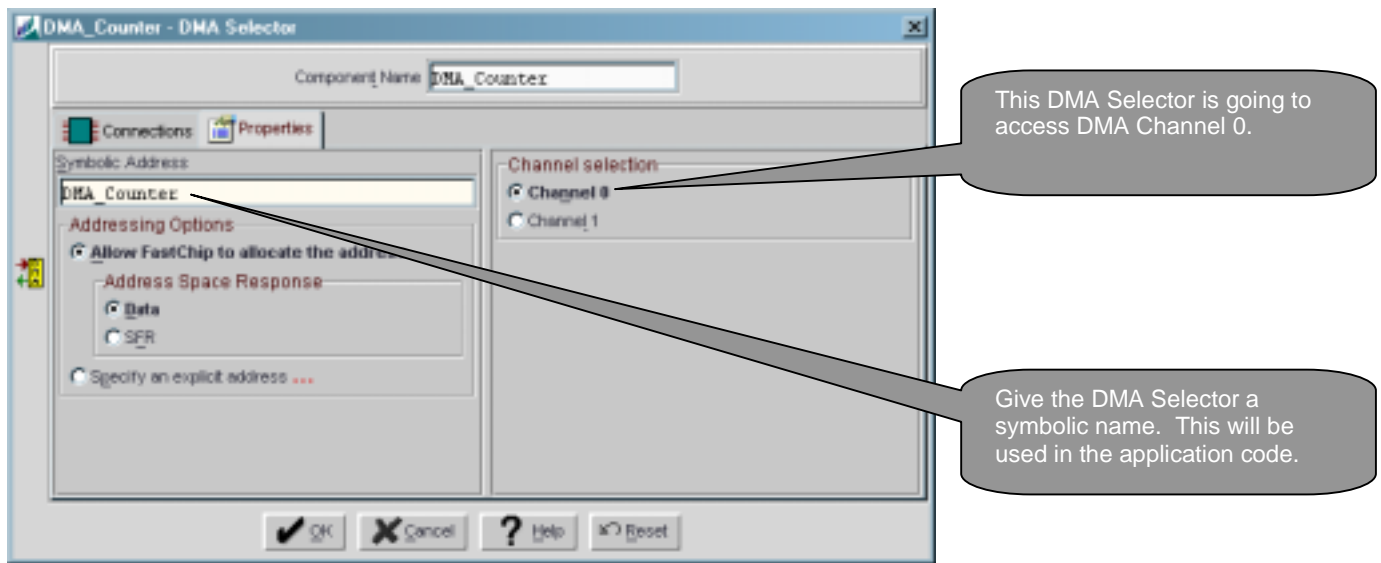 DMA_Counter - DMA Selector
Component Name DMA_Counter
Connections Properties
Symbolic Address
DMA_Counter
Addressing Options
Allow FastChip to allocate the
Address Space Response
Data
SFR
Specify an explicit address ...
Channel selection
Channel 0
Channel 1
OK Cancel Help Reset
This DMA Selector is going to
access DMA Channel 0.
Give the DMA Selector a
symbolic name. This will be
used in the application code.